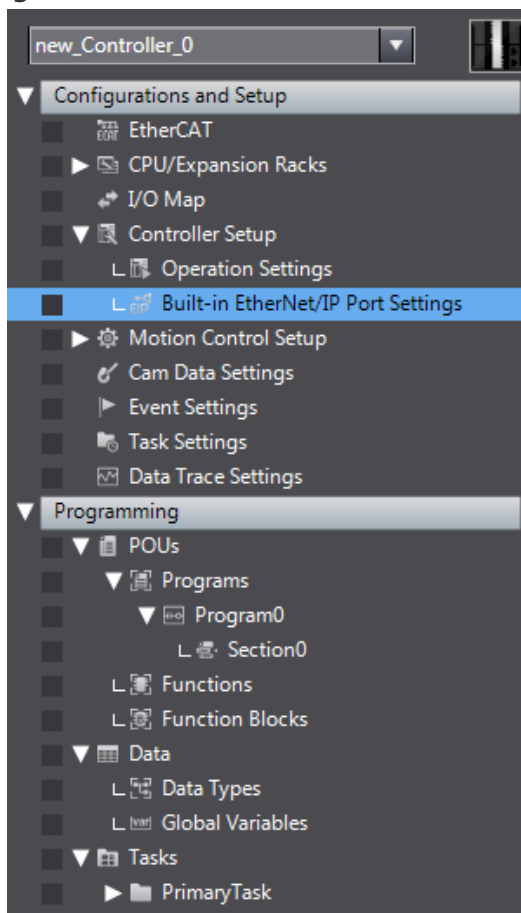 new_Controller_0
Configurations and Setup
EtherCAT
CPU/Expansion Racks
I/O Map
Controller Setup
Operation Settings
Built-in EtherNet/IP Port Settings
Motion Control Setup
Cam Data Settings
Event Settings
Task Settings
Data Trace Settings
Programming
POUs
Programs
Program0
Section0
Functions
Function Blocks
Data
Data Types
Global Variables
Tasks
PrimaryTask